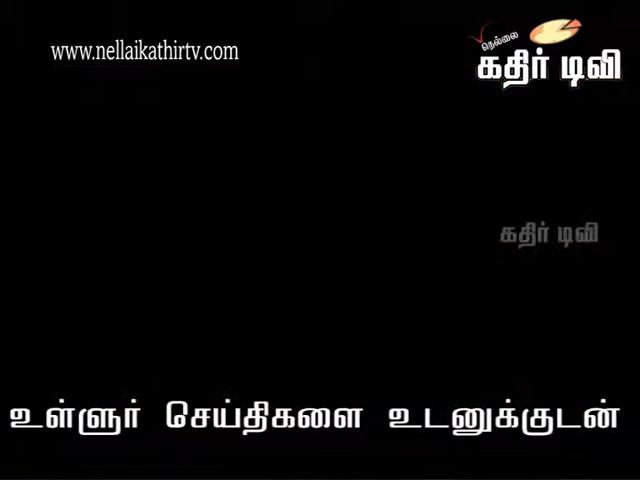 www.nellaikathirtv.com
நெல்லை
கதிர் டிவி
கதிர் டிவி
உள்ளுர் செய்திகளை உடனுக்குடன்